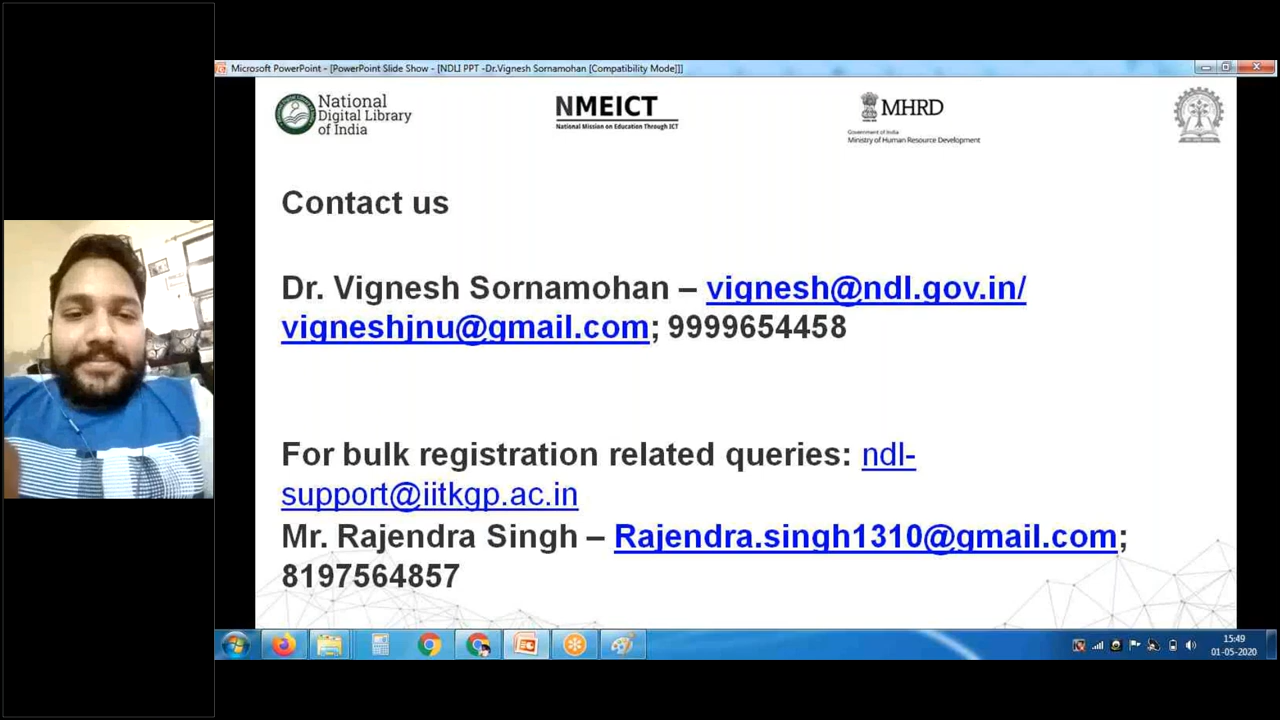 Microsoft PowerPoint - [PowerPoint Slide Show - [NDLI PPT -Dr.Vignesh Sornamohan [Compatibility Mode]]]
National
Digital Library
of India
NMEICT
National Mission on Education Through ICT
MHRD
Government of India
Ministry of Human Resource Development
Contact us
Dr. Vignesh Sornamohan – vignesh@ndl.gov.in/
vigneshjnu@gmail.com; 9999654458
For bulk registration related queries: ndl-
support@iitkgp.ac.in
Mr. Rajendra Singh – Rajendra.singh1310@gmail.com;
8197564857
15:49
01-05-2020